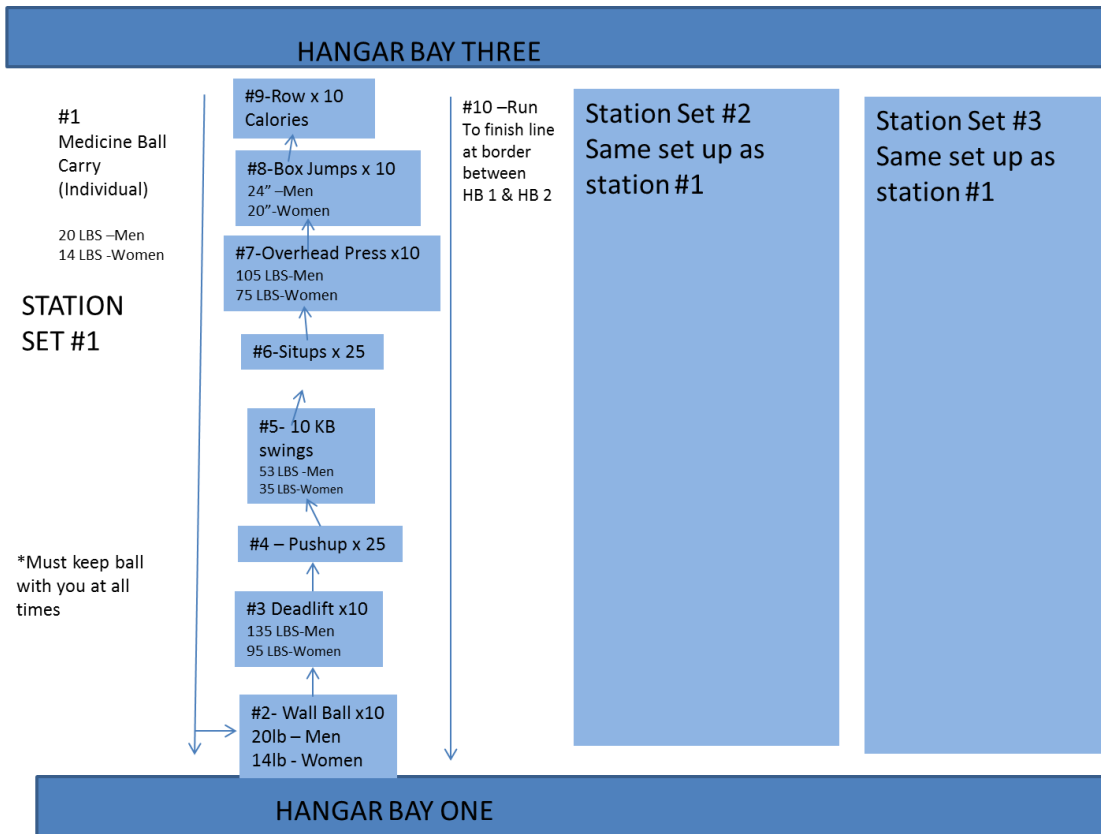 HANGAR BAY THREE
#1
Medicine Ball
Carry
(Individual)
20 LBS –Men
14 LBS -Women
STATION
SET #1
*Must keep ball
with you at all
times
#9-Row x 10
Calories
#8-Box Jumps x 10
24” –Men
20”-Women
#7-Overhead Press x10
105 LBS-Men
75 LBS-Women
#6-Situps x 25
#5- 10 KB
swings
53 LBS -Men
35 LBS-Women
#4 – Pushup x 25
#3 Deadlift x10
135 LBS-Men
95 LBS-Women
#2- Wall Ball x10
20lb – Men
14lb - Women
#10 –Run
To finish line
at border
between
HB 1 & HB 2
Station Set #2
Same set up as
station #1
Station Set #3
Same set up as
station #1
HANGAR BAY ONE